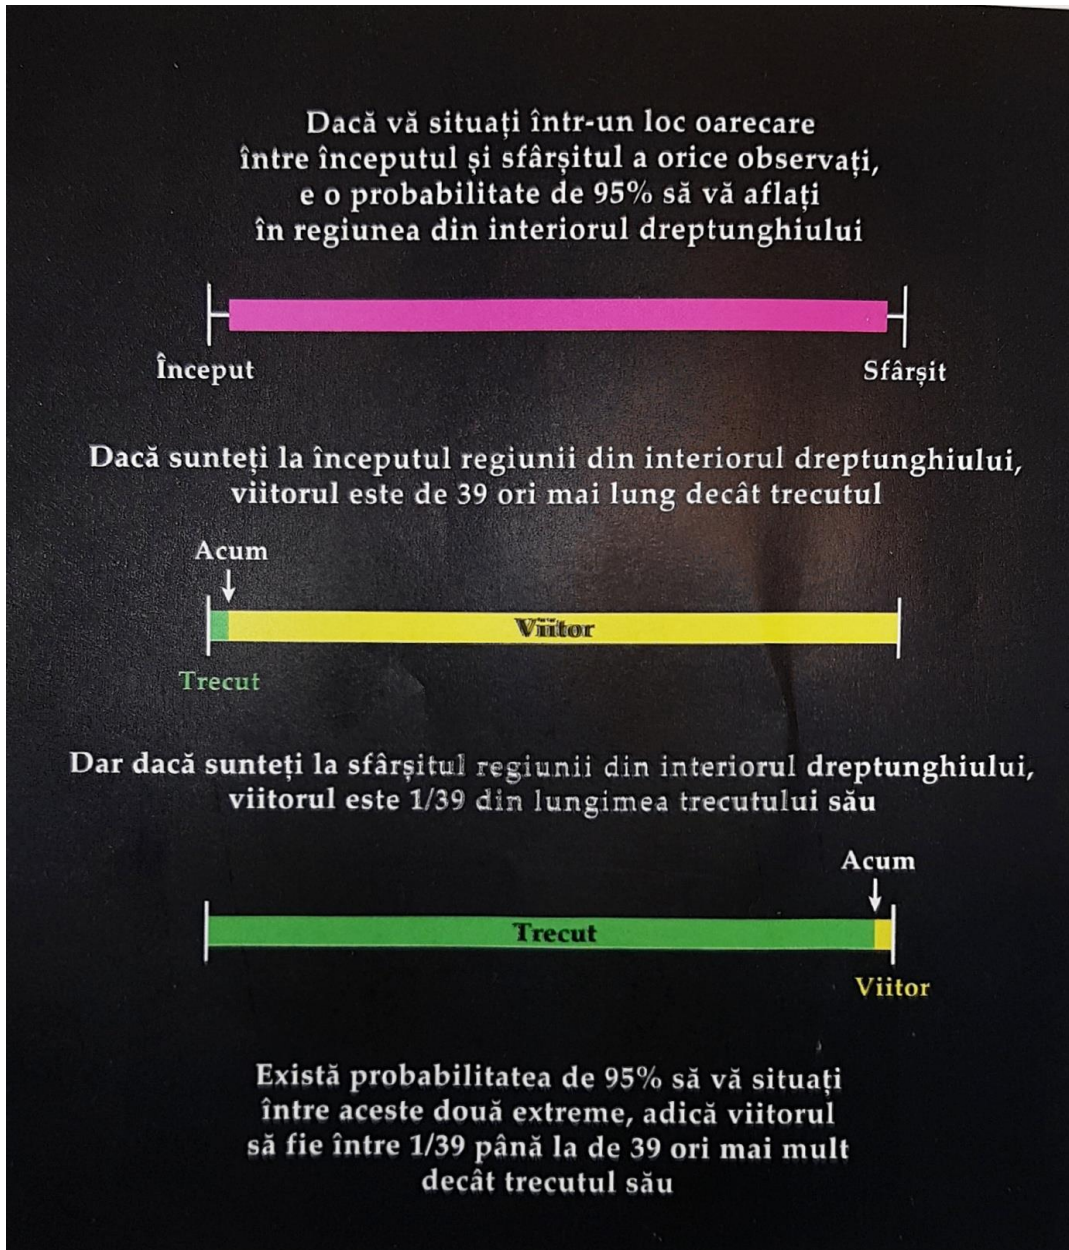 Dacă vă situați într-un loc oarecare
între începutul și sfârșitul a orice observați,
e o probabilitate de 95% să vă aflați
în regiunea din interiorul dreptunghiului
Început
Sfârșit
Dacă sunteți la începutul regiunii din interiorul dreptunghiului,
viitorul este de 39 ori mai lung decât trecutul
Acum
Viitor
Trecut
Dar dacă sunteți la sfârșitul regiunii din interiorul dreptunghiului,
viitorul este 1/39 din lungimea trecutului său
Acum
Trecut
Viitor
Există probabilitatea de 95% să vă situați
între aceste două extreme, adică viitorul
să fie între 1/39 până la de 39 ori mai mult
decât trecutul său